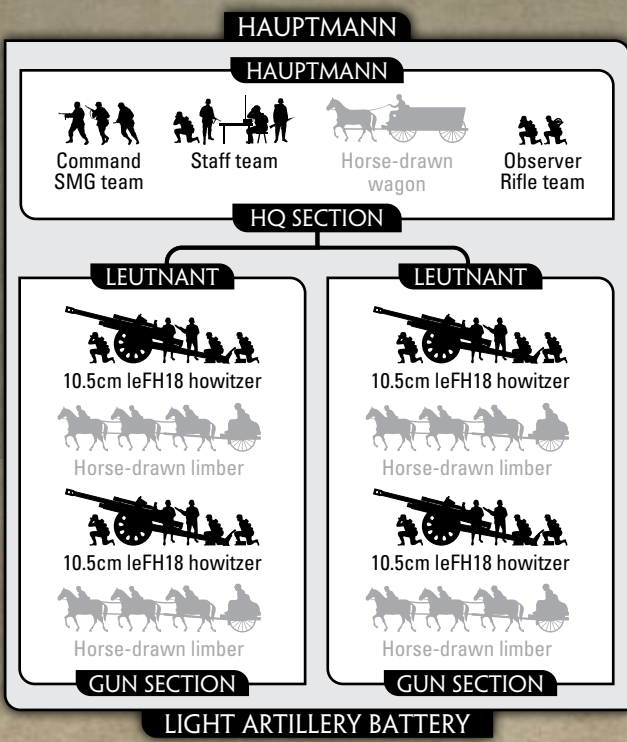 HAUPTMANN
HAUPTMANN
Command
SMG team
Staff team
Horse-drawn
wagon
Observer
Rifle team
HQ SECTION
LEUTNANT
10.5cm leFH18 howitzer
Horse-drawn limber
10.5cm leFH18 howitzer
Horse-drawn limber
GUN SECTION
LEUTNANT
10.5cm leFH18 howitzer
Horse-drawn limber
10.5cm leFH18 howitzer
Horse-drawn limber
GUN SECTION
LIGHT ARTILLERY BATTERY